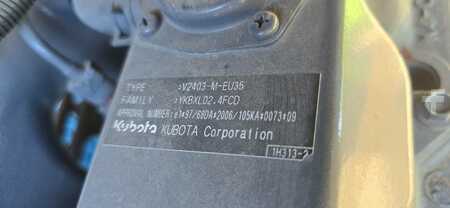 TYPE :V2403-M-EU36
FAMILY :YKBXL02.4FCD
APPROVAL NUMBER:e1*97/68DA*2006/105KA*0073*09
Kubota KUBOTA Corporation
1H313-2